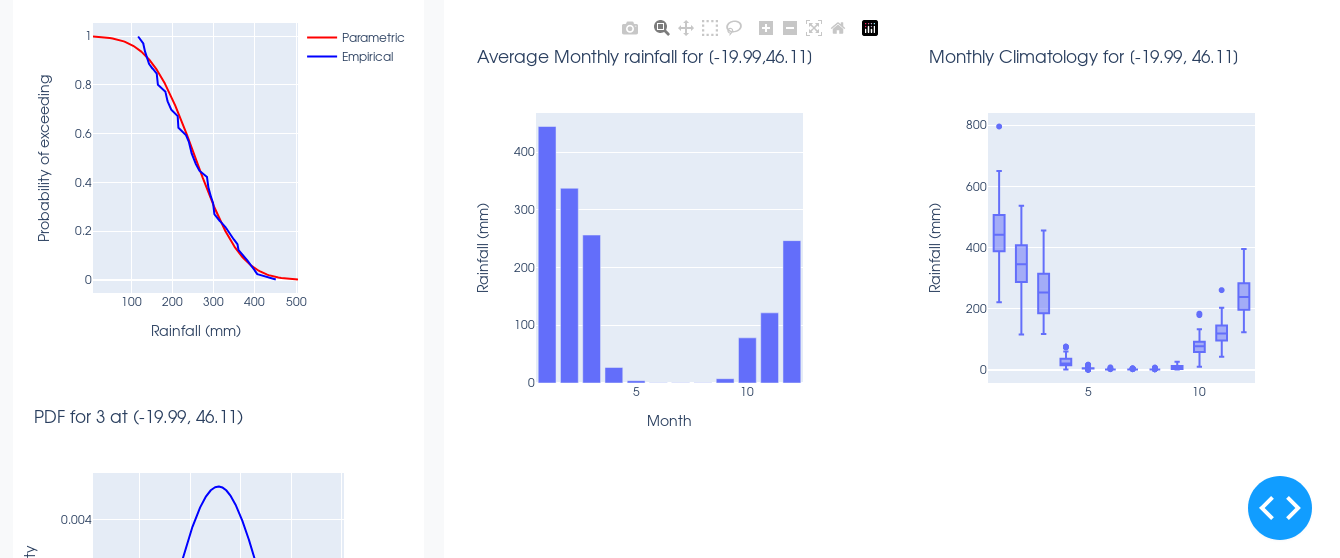 1
0.8
0.6
0.4
0.2
0
Probability of exceeding
100 200 300 400 500
Rainfall (mm)
Parametric
Empirical
PDF for 3 at (-19.99, 46.11)
0.004
ty
Average Monthly rainfall for (-19.99,46.11)
400
300
200
100
0
Rainfall (mm)
5 10
Month
Monthly Climatology for (-19.99, 46.11)
800
600
400
200
0
Rainfall (mm)
5 10